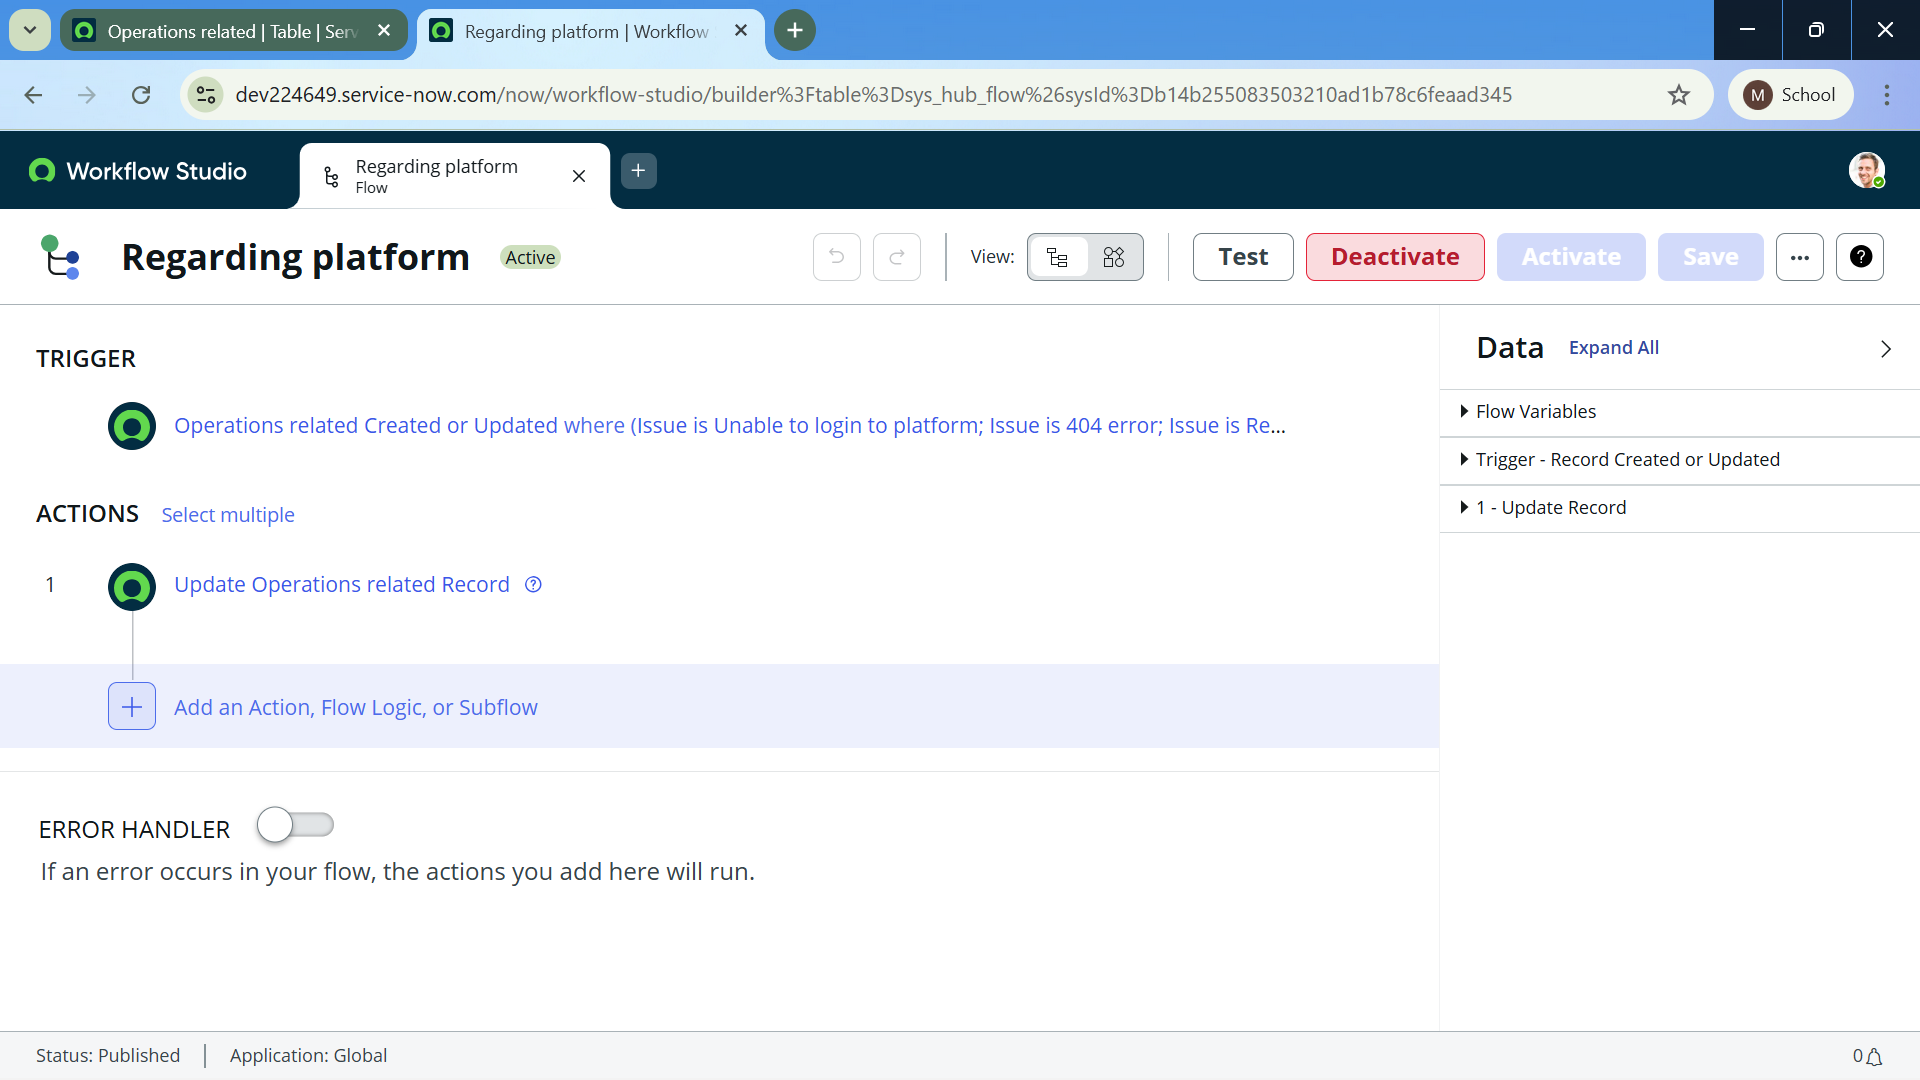 Operations related | Table | Serv
Regarding platform | Workflow
dev224649.service-now.com/now/workflow-studio/builder%3Ftable%3Dsys_hub_flow%26sysId%3Db14b255083503210ad1b78c6feaad345
M School
Workflow Studio
Regarding platform
Flow
Regarding platform
Active
View:
Test
Deactivate
Activate
Save
TRIGGER
Operations related Created or Updated where (Issue is Unable to login to platform; Issue is 404 error; Issue is Re...
ACTIONS
Select multiple
1
Update Operations related Record
Add an Action, Flow Logic, or Subflow
ERROR HANDLER
If an error occurs in your flow, the actions you add here will run.
Data
Expand All
Flow Variables
Trigger - Record Created or Updated
1 - Update Record
Status: Published
Application: Global
0